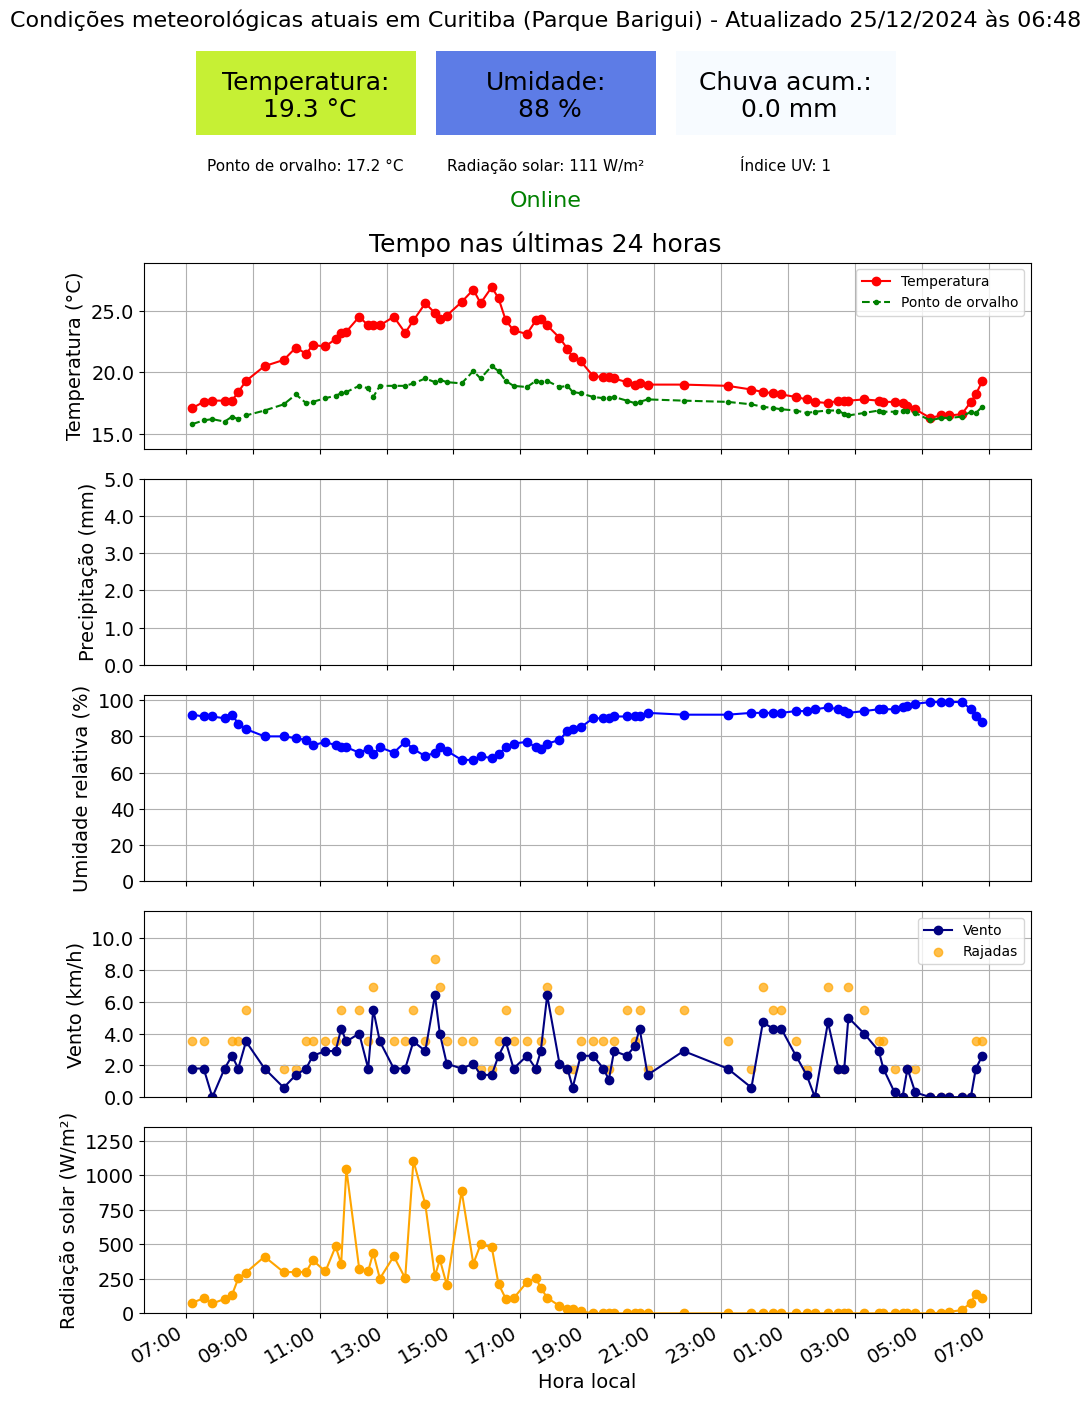 Condições meteorológicas atuais em Curitiba (Parque Barigui) - Atualizado 25/12/2024 às 06:48
Temperatura:
19.3 °C
Umidade:
88 %
Chuva acum.:
0.0 mm
Ponto de orvalho: 17.2 °C
Radiação solar: 111 W/m²
Índice UV: 1
Online
Tempo nas últimas 24 horas
Temperatura (°C)
25.0
20.0
15.0
Temperatura
Ponto de orvalho
Precipitação (mm)
5.0
4.0
3.0
2.0
1.0
0.0
Umidade relativa (%)
100
80
60
40
20
0
Vento (km/h)
10.0
8.0
6.0
4.0
2.0
0.0
Vento
Rajadas
Radiação solar (W/m²)
1250
1000
750
500
250
0
07:00
09:00
11:00
13:00
15:00
17:00
19:00
21:00
23:00
01:00
03:00
05:00
07:00
Hora local